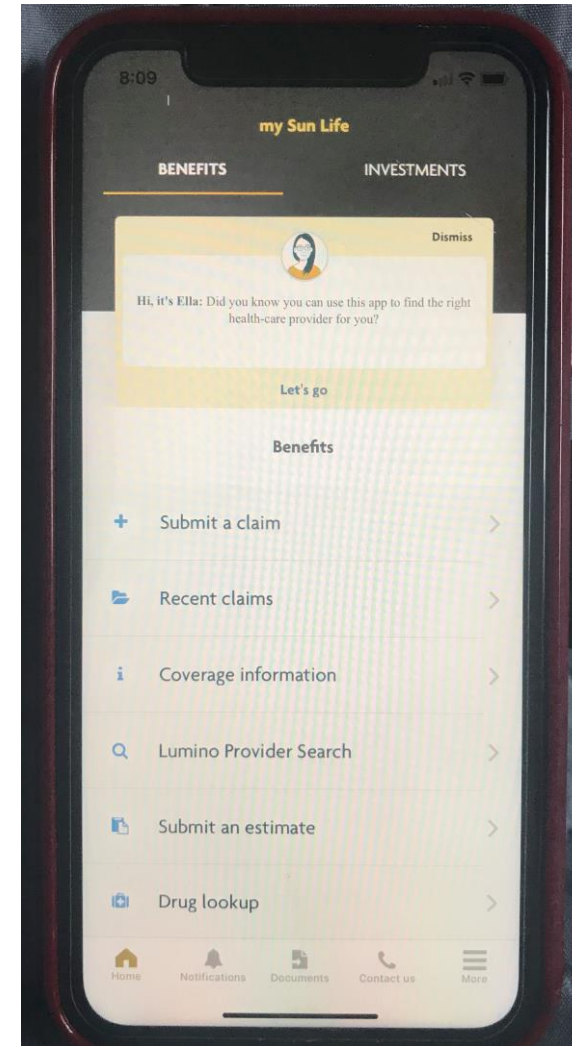 8:09
my Sun Life
BENEFITS INVESTMENTS
Dismiss
Hi, it's Ella: Did you know you can use this app to find the right
health-care provider for you?
Let's go
Benefits
Submit a claim
Recent claims
Coverage information
Lumino Provider Search
Submit an estimate
Drug lookup
Home Notifications Documents Contact us More